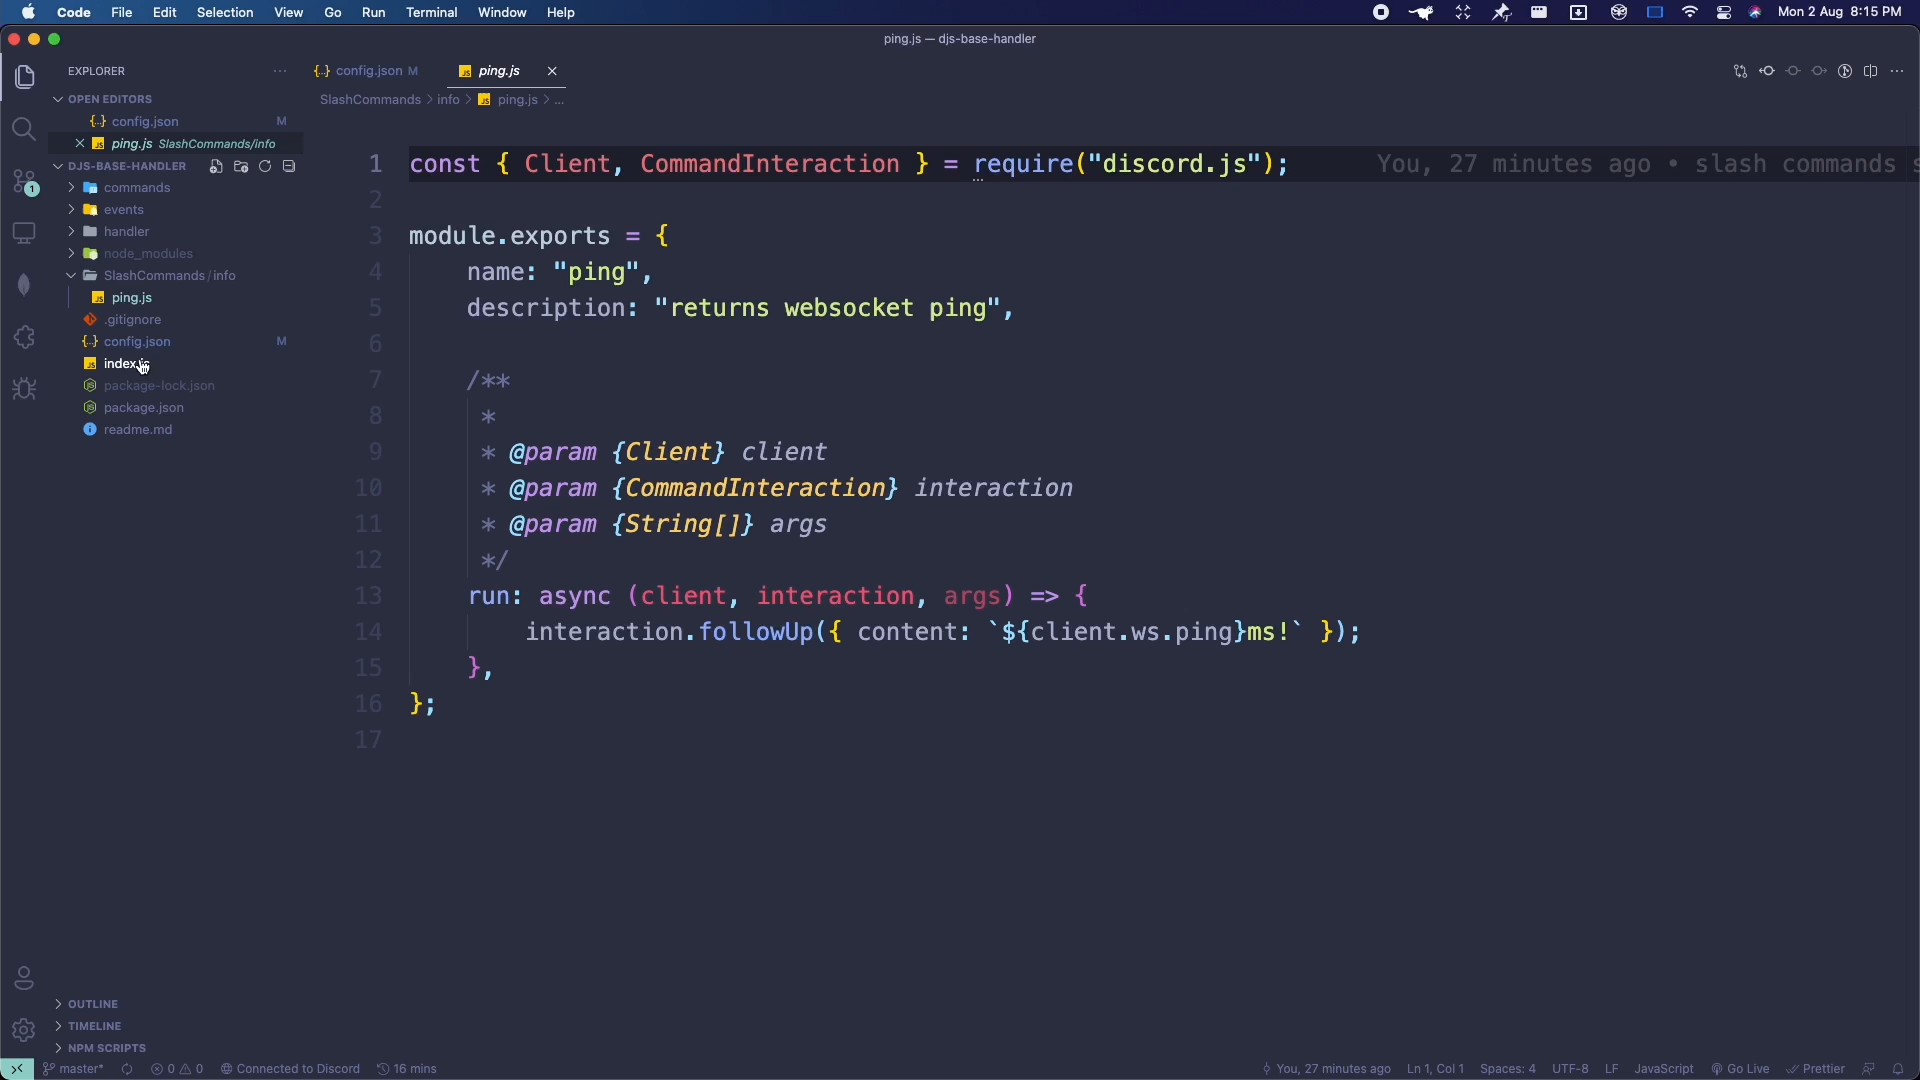 Code File Edit Selection View Go Run Terminal Window Help Mon 2 Aug 8:15 PM
ping.js — djs-base-handler
EXPLORER
OPEN EDITORS
{..} config.json M
ping.js SlashCommands/info
DJS-BASE-HANDLER
commands
events
handler
node_modules
SlashCommands/info
ping.js
.gitignore
{..} config.json M
index.js
package-lock.json
package.json
readme.md
OUTLINE
TIMELINE
NPM SCRIPTS
1
{..} config.json M
JS ping.js
SlashCommands > info > JS ping.js > ...
1 const { Client, CommandInteraction } = require("discord.js"); You, 27 minutes ago • slash commands s
2
3 module.exports = {
4 name: "ping",
5 description: "returns websocket ping",
6
7 /**
8 *
9 * @param {Client} client
10 * @param {CommandInteraction} interaction
11 * @param {String[]} args
12 */
13 run: async (client, interaction, args) => {
14 interaction.followUp({ content: `${client.ws.ping}ms!` });
15 },
16 };
17
master* 0 0 Connected to Discord 16 mins You, 27 minutes ago Ln 1, Col 1 Spaces: 4 UTF-8 LF JavaScript Go Live Prettier